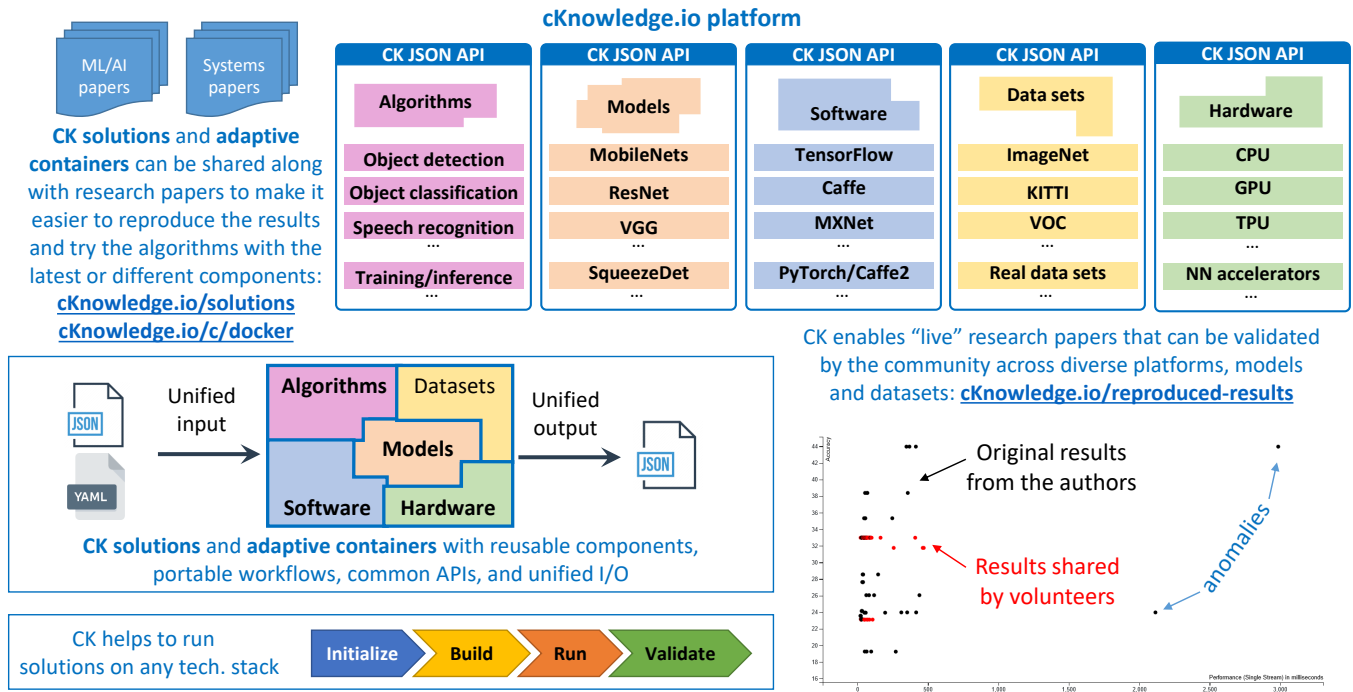 cKnowledge.io platform
ML/AI
papers
Systems
papers
CK solutions and adaptive
containers can be shared along
with research papers to make it
easier to reproduce the results
and try the algorithms with the
latest or different components:
cKnowledge.io/solutions
cKnowledge.io/c/docker
CK JSON API
Algorithms
Object detection
Object classification
Speech recognition
...
Training/inference
...
CK JSON API
Models
MobileNets
ResNet
VGG
...
SqueezeDet
...
CK JSON API
Software
TensorFlow
Caffe
MXNet
...
PyTorch/Caffe2
...
CK JSON API
Data sets
ImageNet
KITTI
VOC
...
Real data sets
...
CK JSON API
Hardware
CPU
GPU
TPU
...
NN accelerators
...
JSON
YAML
Unified
input
Algorithms
Datasets
Models
Software
Hardware
Unified
output
JSON
CK solutions and adaptive containers with reusable components,
portable workflows, common APIs, and unified I/O
CK helps to run
solutions on any tech. stack
Initialize
Build
Run
Validate
CK enables “live” research papers that can be validated
by the community across diverse platforms, models
and datasets: cKnowledge.io/reproduced-results
Accuracy
44
42
40
38
36
34
32
30
28
26
24
22
20
18
16
Original results
from the authors
Results shared
by volunteers
anomalies
Performance (Single Stream) in milliseconds
0
500
1,000
1,500
2,000
2,500
3,000